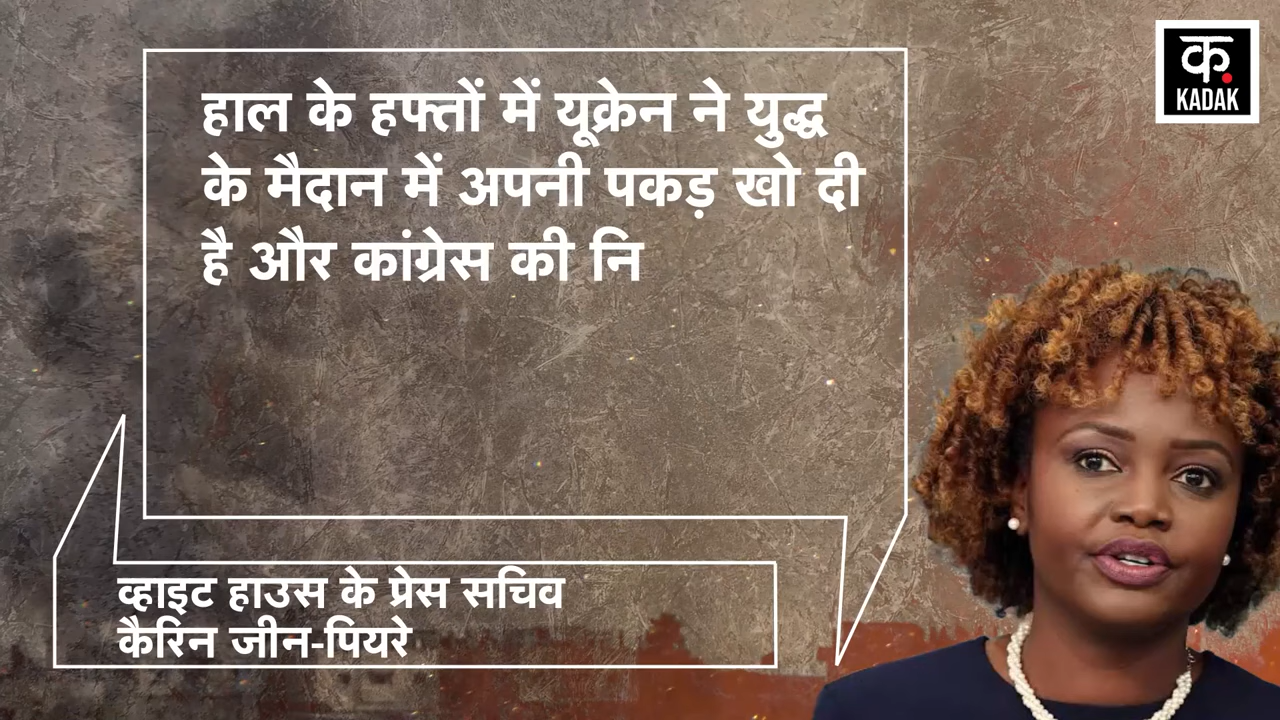 हाल के हफ्तों में यूक्रेन ने युद्ध
के मैदान में अपनी पकड़ खो दी
है और कांग्रेस की नि
व्हाइट हाउस के प्रेस सचिव
कैरिन जीन-पियरे
क
KADAK